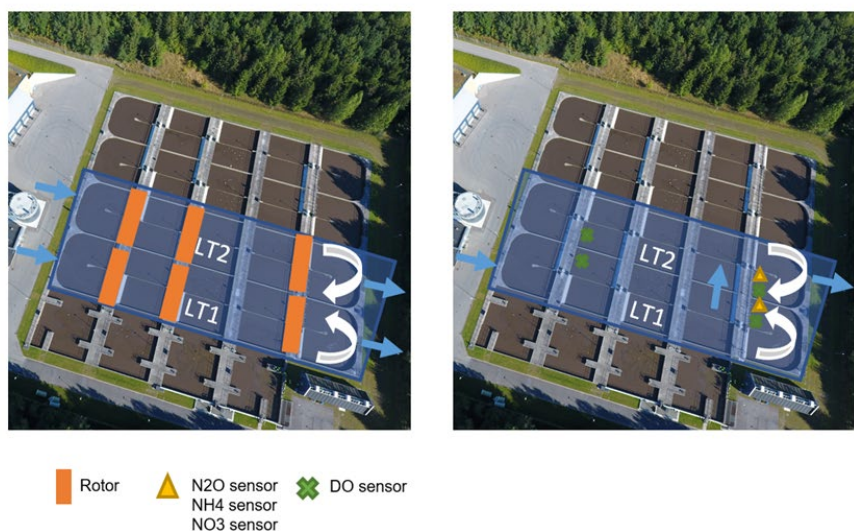 LT2
LT1
LT2
LT1
Rotor
N2O sensor
NH4 sensor
NO3 sensor
DO sensor